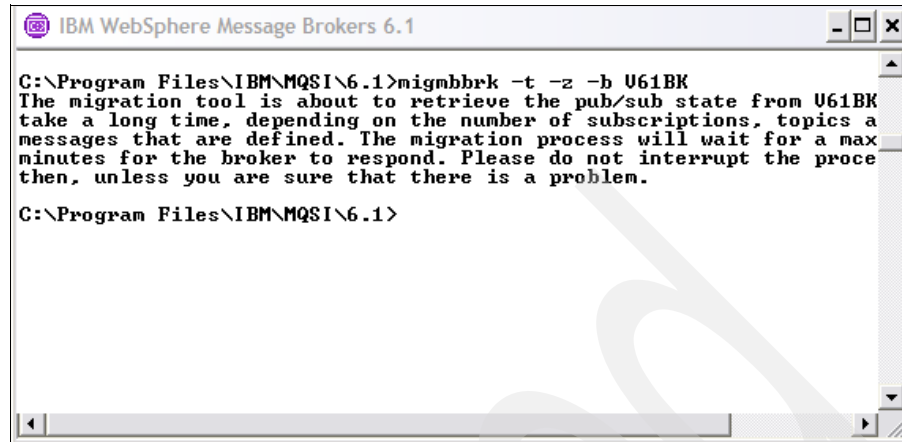 IBM WebSphere Message Brokers 6.1
C:\Program Files\IBM\MQSI\6.1>migmbbrk -t -z -b V61BK
The migration tool is about to retrieve the pub/sub state from V61BK
take a long time, depending on the number of subscriptions, topics a
messages that are defined. The migration process will wait for a max
minutes for the broker to respond. Please do not interrupt the proce
then, unless you are sure that there is a problem.
C:\Program Files\IBM\MQSI\6.1>